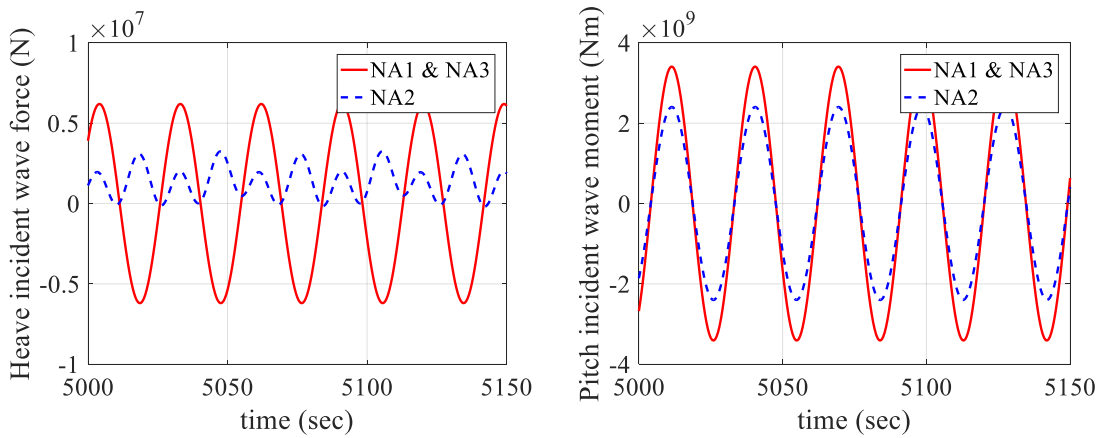 ×10^7
1
0.5
0
-0.5
-1
Heave incident wave force (N)
NA1 & NA3
NA2
5000
5050
5100
5150
time (sec)
×10^9
4
2
0
-2
-4
Pitch incident wave moment (Nm)
NA1 & NA3
NA2
5000
5050
5100
5150
time (sec)